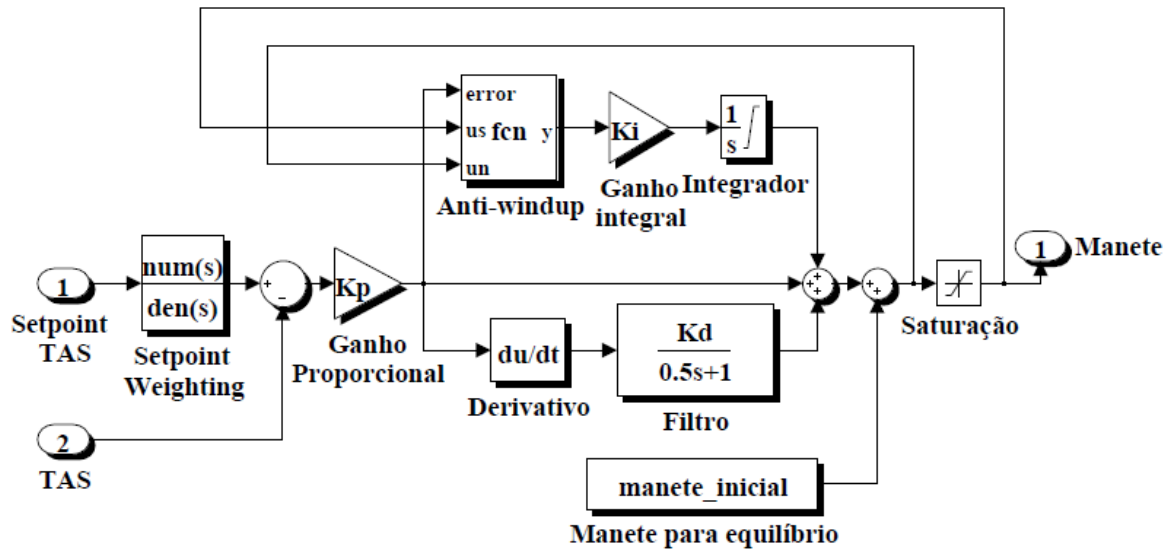 error
us
fcn
y
un
Anti-windup
Ki
Ganho
integral
1
s
Integrador
1
Manete
1
Setpoint
TAS
num(s)
den(s)
Setpoint
Weighting
+
-
Kp
Ganho
Proporcional
+
+
+
+
+
Saturação
du/dt
Derivativo
Kd
0.5s+1
Filtro
2
TAS
manete_inicial
Manete para equilíbrio